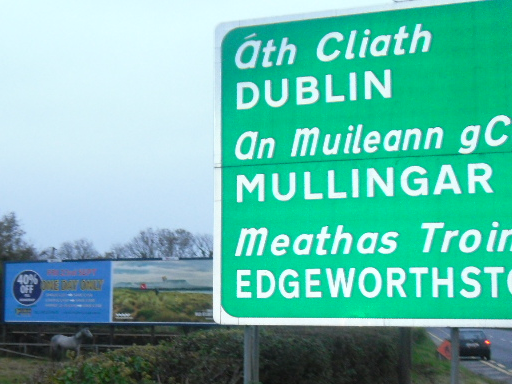 Áth Cliath
DUBLIN
An Muileann gC
MULLINGAR
Meathas Troim
EDGEWORTHSTO
40%
OFF
ONE DAY ONLY